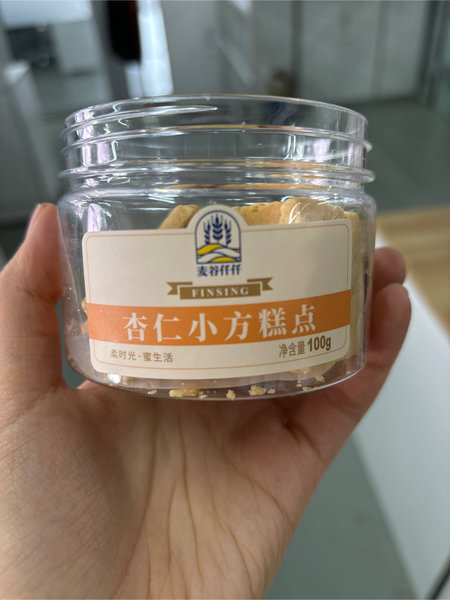 麦谷仟仟
FINSING
杏仁小方糕点
柔时光·蜜生活
净含量100g